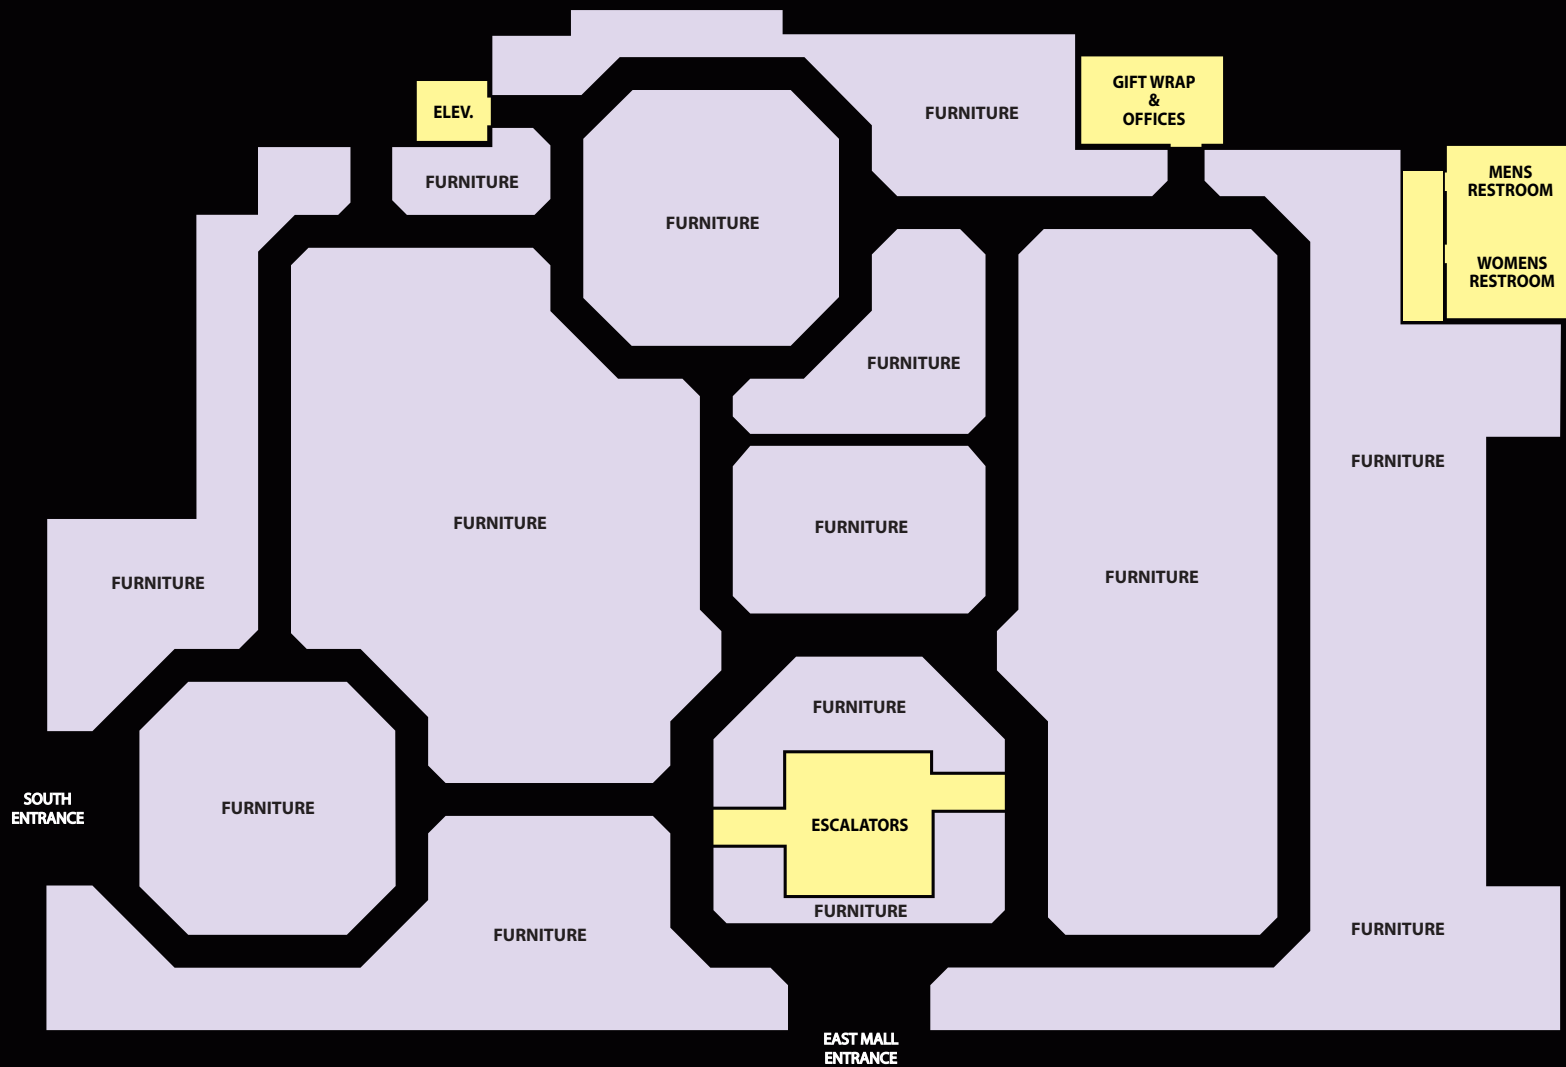 GIFT WRAP
&
OFFICES
ELEV.
FURNITURE
MENS
RESTROOM
FURNITURE
FURNITURE
WOMENS
RESTROOM
FURNITURE
FURNITURE
FURNITURE
FURNITURE
FURNITURE
FURNITURE
FURNITURE
SOUTH
ENTRANCE
FURNITURE
ESCALATORS
FURNITURE
FURNITURE
FURNITURE
EAST MALL
ENTRANCE